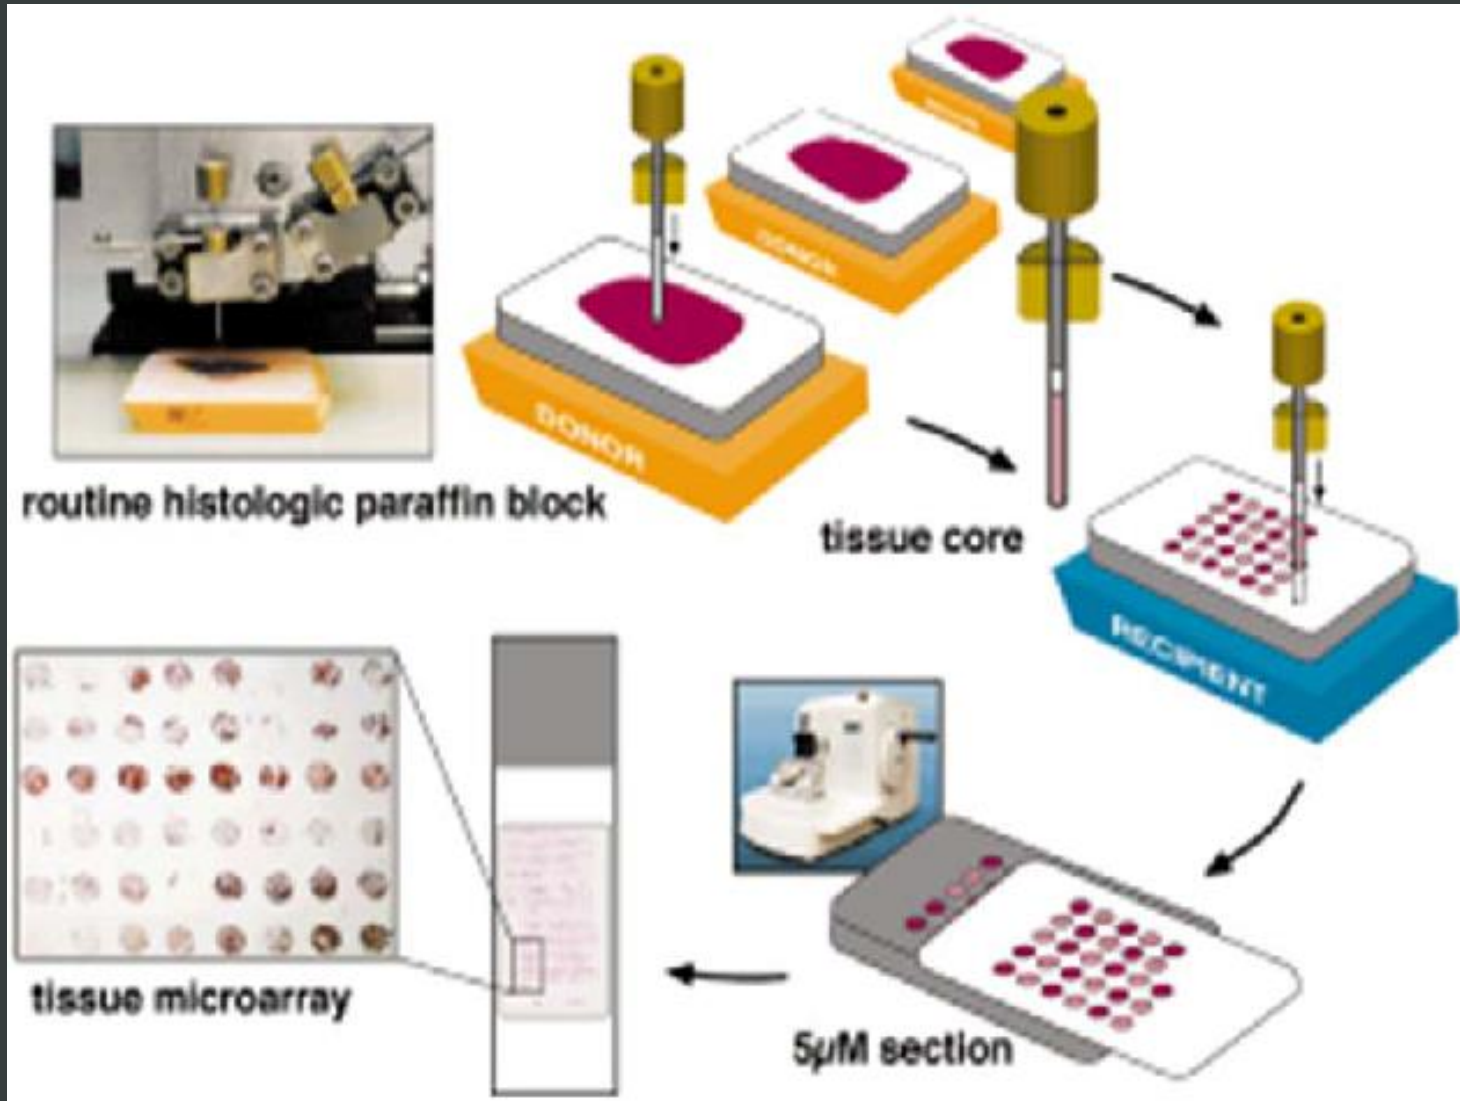 DONOR
DONOR
routine histologic paraffin block
tissue core
RECIPIENT
tissue microarray
5µM section